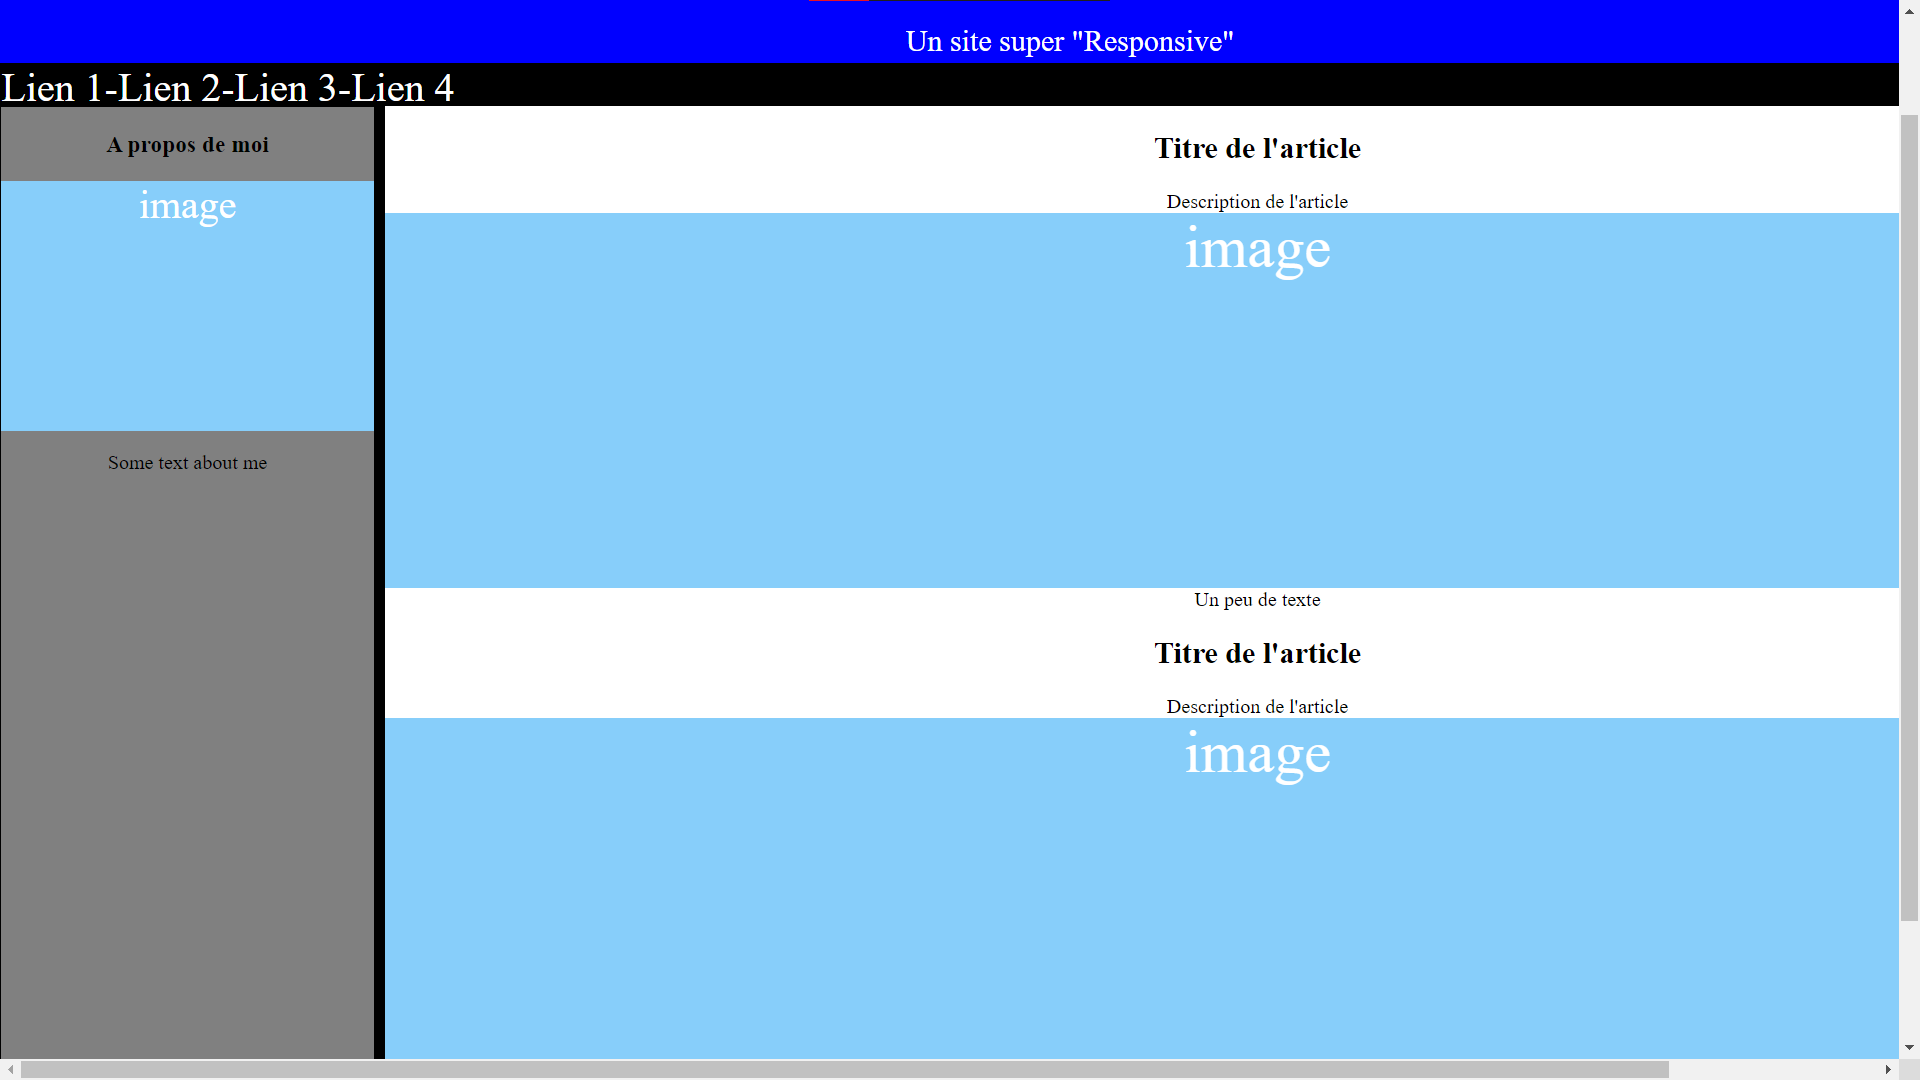 Un site super "Responsive"
Lien 1-Lien 2-Lien 3-Lien 4
A propos de moi
image
Some text about me
Titre de l'article
Description de l'article
image
Un peu de texte
Titre de l'article
Description de l'article
image